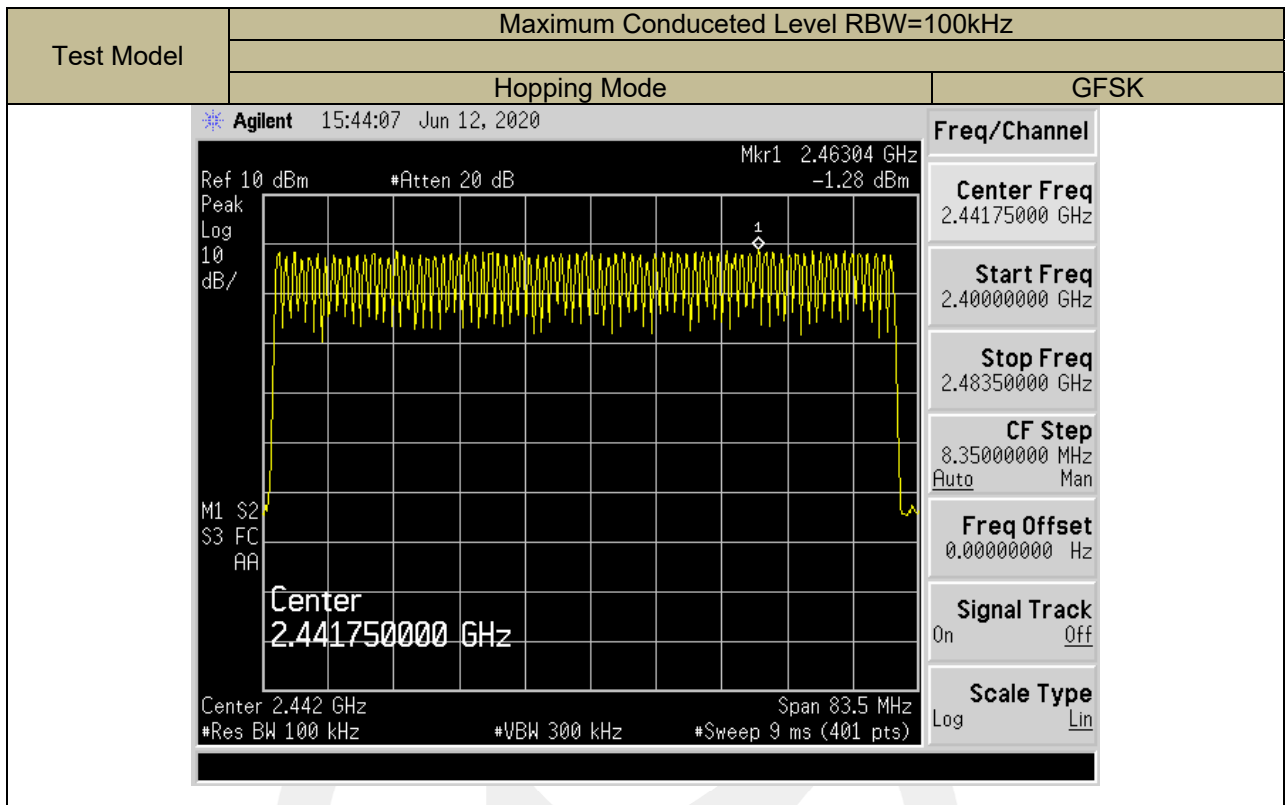 Test Model
Maximum Conduceted Level RBW=100kHz
Hopping Mode
GFSK
Agilent 15:44:07 Jun 12, 2020
Mkr1 2.46304 GHz
Ref 10 dBm #Atten 20 dB -1.28 dBm
Peak
Log
10
dB/
1
M1 S2
S3 FC
AA
Center
2.441750000 GHz
Center 2.442 GHz Span 83.5 MHz
#Res BW 100 kHz #VBW 300 kHz #Sweep 9 ms (401 pts)
Freq/Channel
Center Freq
2.44175000 GHz
Start Freq
2.40000000 GHz
Stop Freq
2.48350000 GHz
CF Step
8.35000000 MHz
Auto Man
Freq Offset
0.00000000 Hz
Signal Track
On Off
Scale Type
Log Lin